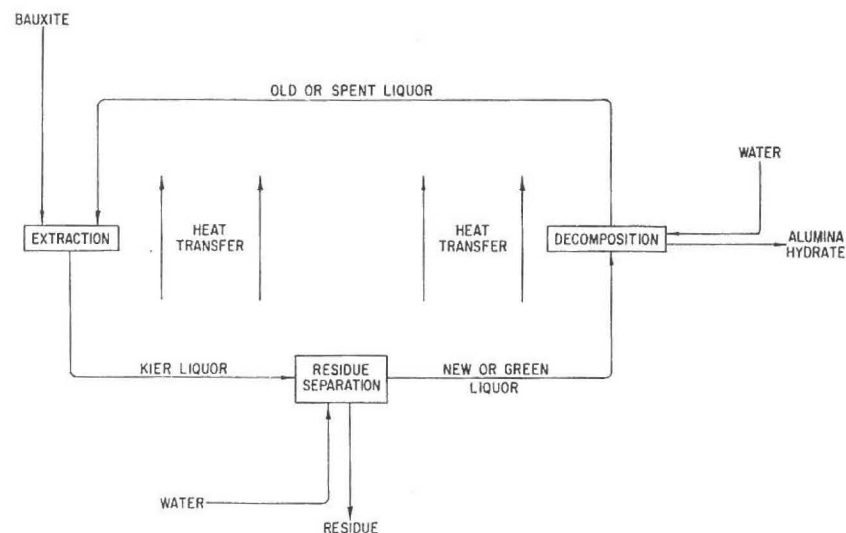 BAUXITE
OLD OR SPENT LIQUOR
WATER
EXTRACTION
HEAT
TRANSFER
HEAT
TRANSFER
DECOMPOSITION
ALUMINA
HYDRATE
KIER LIQUOR
RESIDUE
SEPARATION
NEW OR GREEN
LIQUOR
WATER
RESIDUE